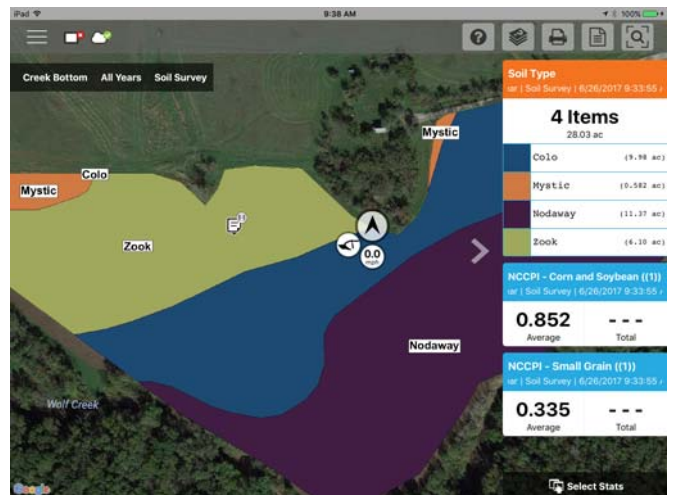 iPad
9:38 AM
100%
Creek Bottom All Years Soil Survey
Soil Type
ar | Soil Survey | 6/26/2017 9:33:55
4 Items
28.03 ac
Colo (9.98 ac)
Mystic (0.582 ac)
Nodaway (11.37 ac)
Zook (6.10 ac)
NCCPI - Corn and Soybean ((1))
ar | Soil Survey | 6/26/2017 9:33:55
0.852 - - -
Average Total
NCCPI - Small Grain ((1))
ar | Soil Survey | 6/26/2017 9:33:55
0.335 - - -
Average Total
Select Stats
Mystic
Colo
Mystic
Zook
0.0
mph
Nodaway
Wolf Creek
Google